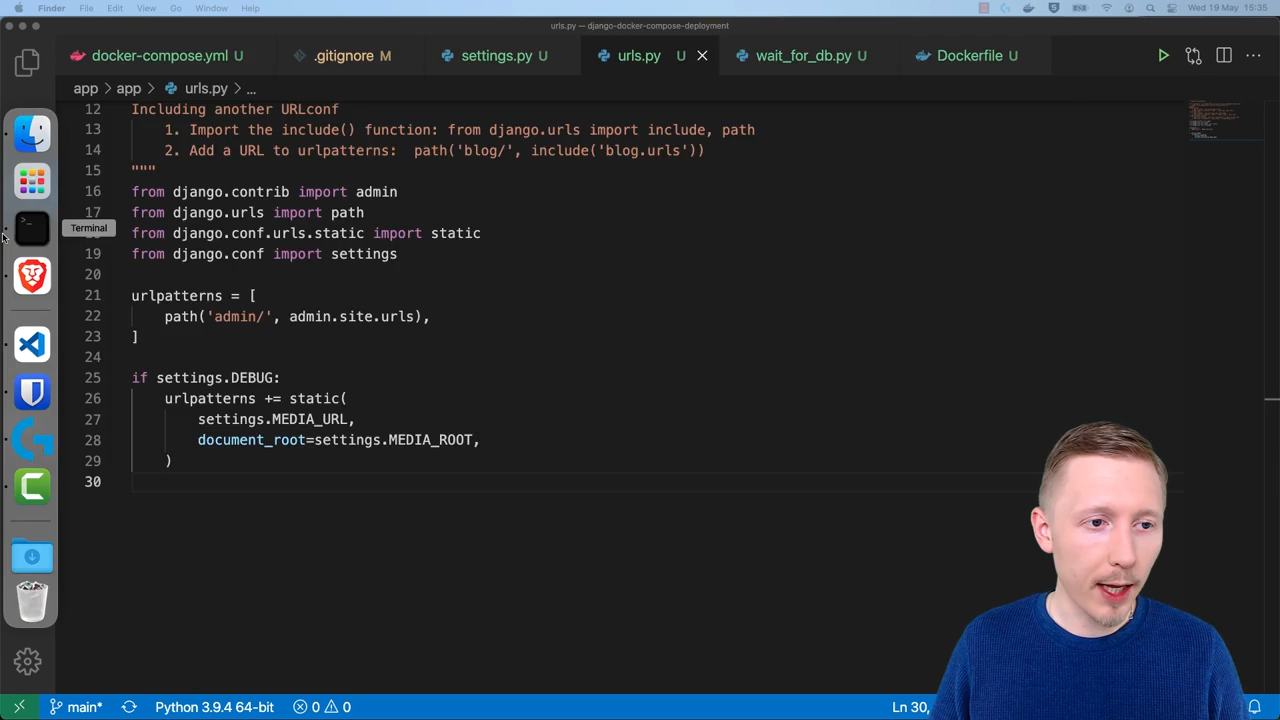 Finder File Edit View Go Window Help Wed 19 May 15:35
urls.py — django-docker-compose-deployment
docker-compose.yml U .gitignore M settings.py U urls.py U wait_for_db.py U Dockerfile U
app > app > urls.py > ...
12 Including another URLconf
13 1. Import the include() function: from django.urls import include, path
14 2. Add a URL to urlpatterns: path('blog/', include('blog.urls'))
15 """
16 from django.contrib import admin
17 from django.urls import path
from django.conf.urls.static import static
19 from django.conf import settings
20
21 urlpatterns = [
22 path('admin/', admin.site.urls),
23 ]
24
25 if settings.DEBUG:
26 urlpatterns += static(
27 settings.MEDIA_URL,
28 document_root=settings.MEDIA_ROOT,
29 )
30
Terminal
main* Python 3.9.4 64-bit 0 0 Ln 30,